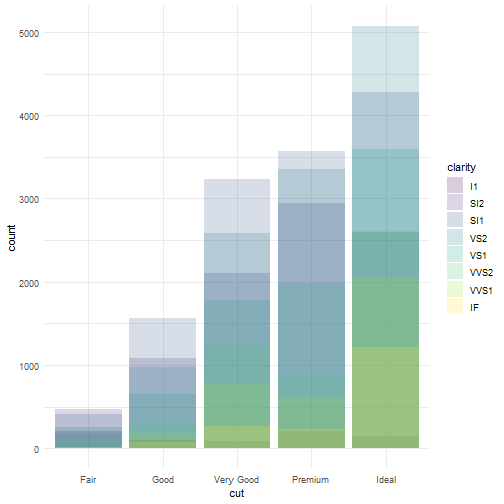 5000
4000
3000
2000
1000
0
count
Fair Good Very Good Premium Ideal
cut
clarity
I1
SI2
SI1
VS2
VS1
VVS2
VVS1
IF